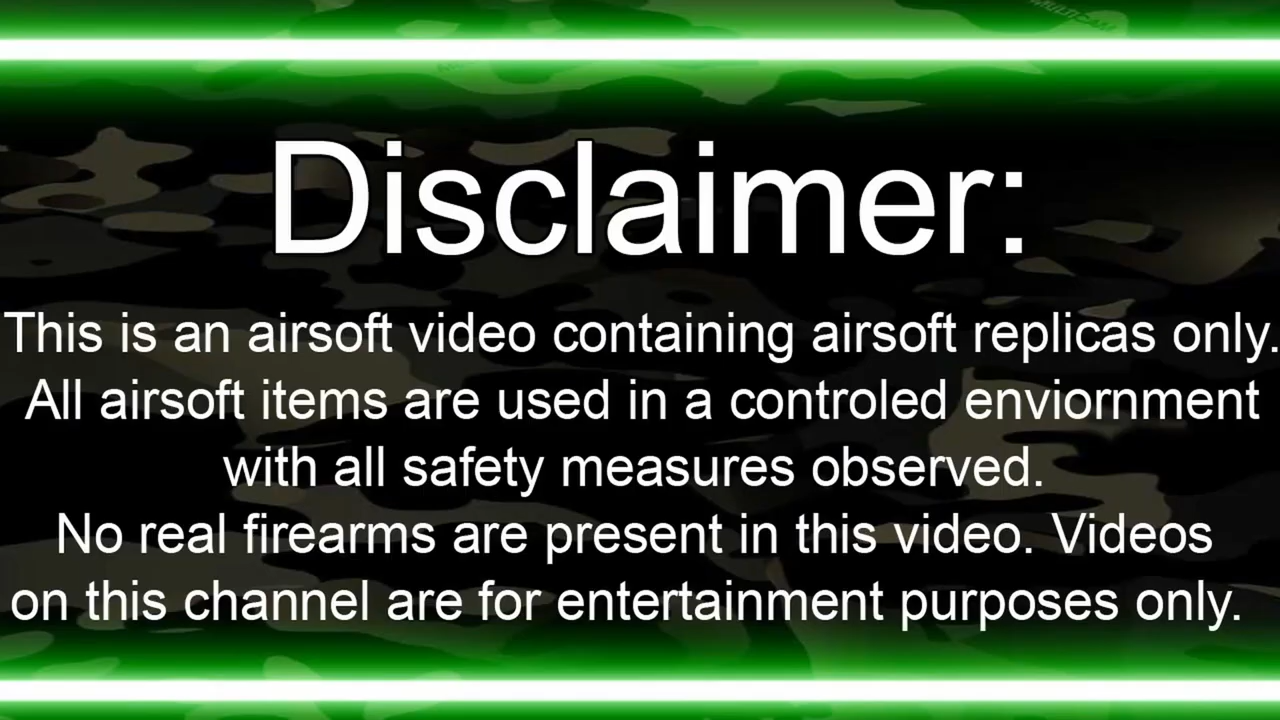 MULTICAM
Disclaimer:
This is an airsoft video containing airsoft replicas only.
All airsoft items are used in a controled enviornment
with all safety measures observed.
No real firearms are present in this video. Videos
on this channel are for entertainment purposes only.